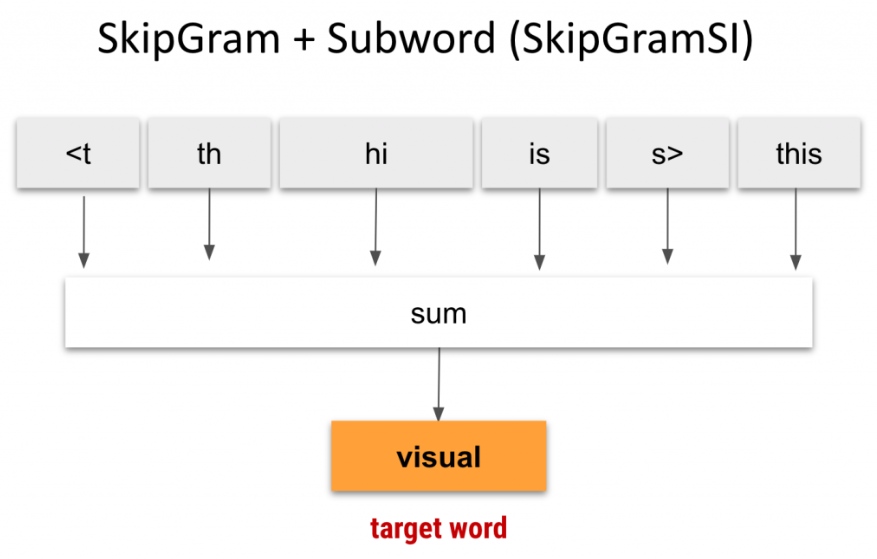 SkipGram + Subword (SkipGramSI)
<t th hi is s> this
sum
visual
target word